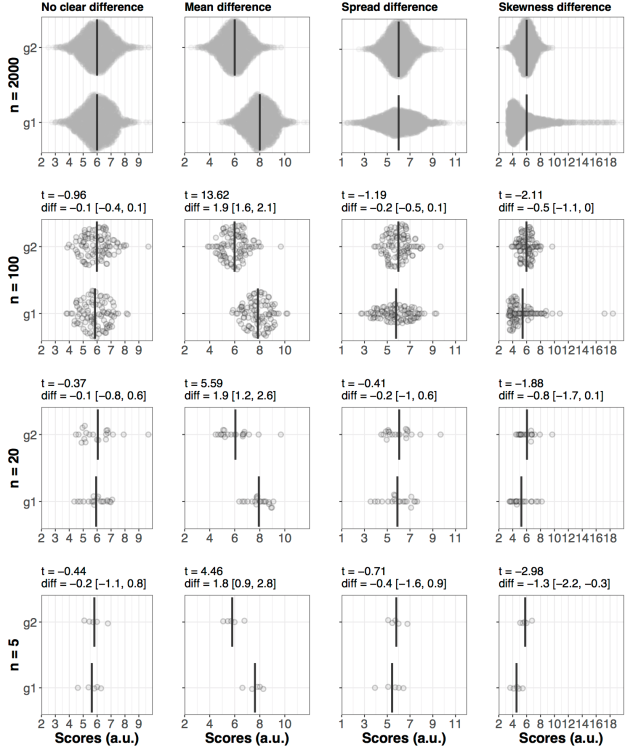 No clear difference Mean difference Spread difference Skewness difference
n = 2000
g2
g1
2 3 4 5 6 7 8 9 2 4 6 8 10 1 3 5 7 9 11 2 4 6 8 10 12 14 16 18
t = −0.96 t = 13.62 t = −1.19 t = −2.11
diff = −0.1 [−0.4, 0.1] diff = 1.9 [1.6, 2.1] diff = −0.2 [−0.5, 0.1] diff = −0.5 [−1.1, 0]
n = 100
g2
g1
2 3 4 5 6 7 8 9 2 4 6 8 10 1 3 5 7 9 11 2 4 6 8 10 12 14 16 18
t = −0.37 t = 5.59 t = −0.41 t = −1.88
diff = −0.1 [−0.8, 0.6] diff = 1.9 [1.2, 2.6] diff = −0.2 [−1, 0.6] diff = −0.8 [−1.7, 0.1]
n = 20
g2
g1
2 3 4 5 6 7 8 9 2 4 6 8 10 1 3 5 7 9 11 2 4 6 8 10 12 14 16 18
t = −0.44 t = 4.46 t = −0.71 t = −2.98
diff = −0.2 [−1.1, 0.8] diff = 1.8 [0.9, 2.8] diff = −0.4 [−1.6, 0.9] diff = −1.3 [−2.2, −0.3]
n = 5
g2
g1
2 3 4 5 6 7 8 9 2 4 6 8 10 1 3 5 7 9 11 2 4 6 8 10 12 14 16 18
Scores (a.u.) Scores (a.u.) Scores (a.u.) Scores (a.u.)